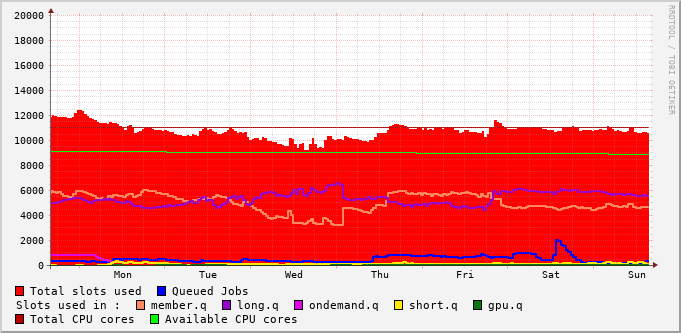 20000
18000
16000
14000
12000
10000
8000
6000
4000
2000
0
Mon Tue Wed Thu Fri Sat Sun
Total slots used Queued Jobs
Slots used in : member.q long.q ondemand.q short.q gpu.q
Total CPU cores Available CPU cores
RRDTOOL / TOBI OETIKER